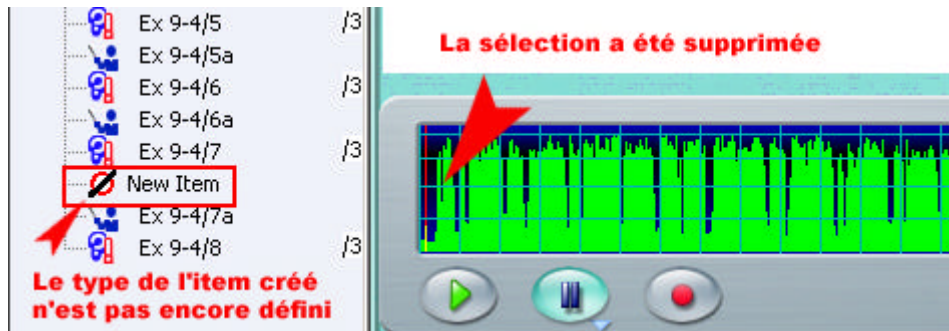 Ex 9-4/5 /3
Ex 9-4/5a
Ex 9-4/6 /3
Ex 9-4/6a
Ex 9-4/7 /3
New Item
Ex 9-4/7a
Ex 9-4/8 /3
Le type de l'item créé
n'est pas encore défini
La sélection a été supprimée